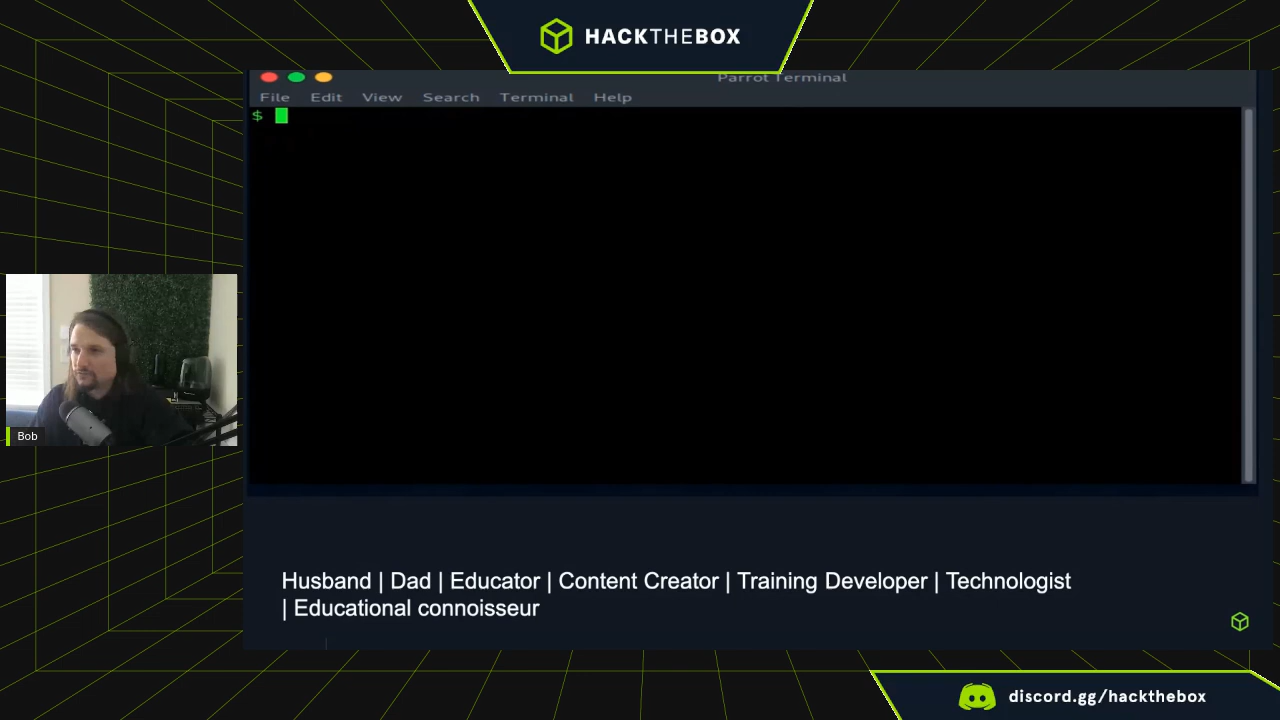 HACKTHEBOX
Parrot Terminal
File Edit View Search Terminal Help
$
Bob
Husband | Dad | Educator | Content Creator | Training Developer | Technologist
| Educational connoisseur
discord.gg/hackthebox